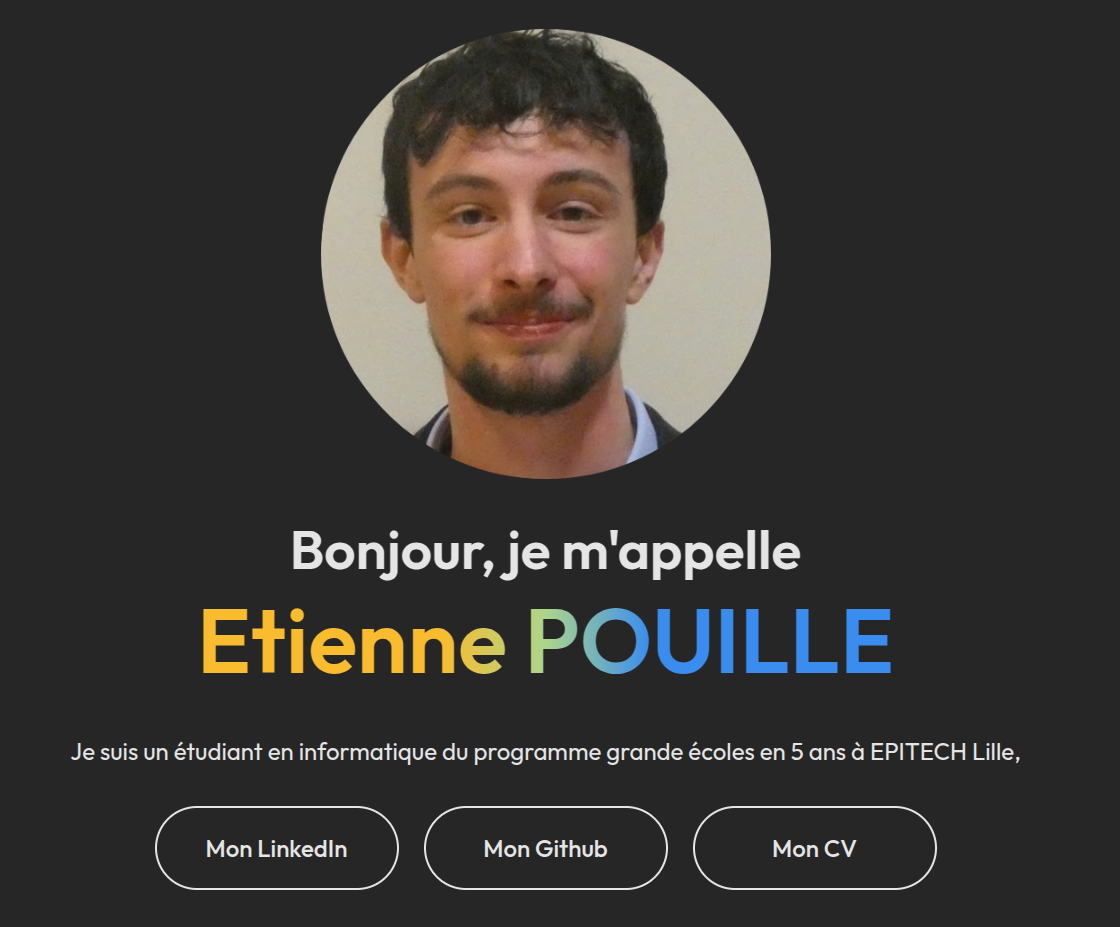 Bonjour, je m'appelle
Etienne POUILLE
Je suis un étudiant en informatique du programme grande écoles en 5 ans à EPITECH Lille,
Mon LinkedIn
Mon Github
Mon CV